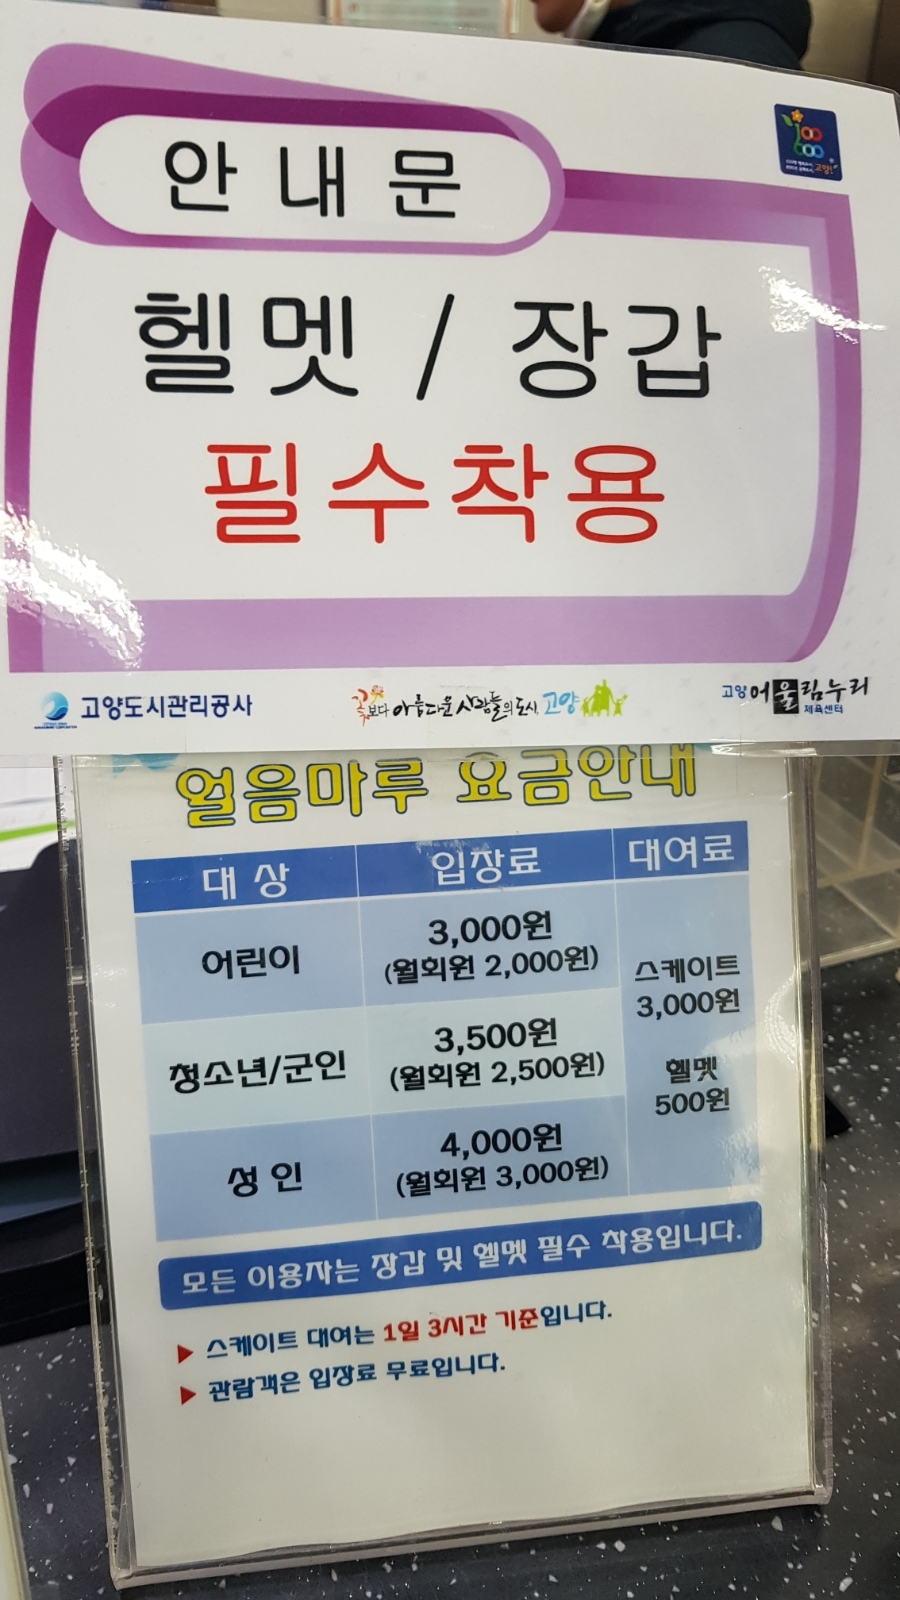 안내문
헬멧 / 장갑
필수착용
고양도시관리공사
꽃보다 아름다운 사람들의 도시, 고양
고양어울림누리
체육센터
얼음마루 요금안내
대 상 입장료 대여료
어린이 3,000원
(월회원 2,000원)
스케이트
3,000원
청소년/군인 3,500원
(월회원 2,500원)
헬멧
500원
성 인 4,000원
(월회원 3,000원)
모든 이용자는 장갑 및 헬멧 필수 착용입니다.
▶ 스케이트 대여는 1일 3시간 기준입니다.
▶ 관람객은 입장료 무료입니다.